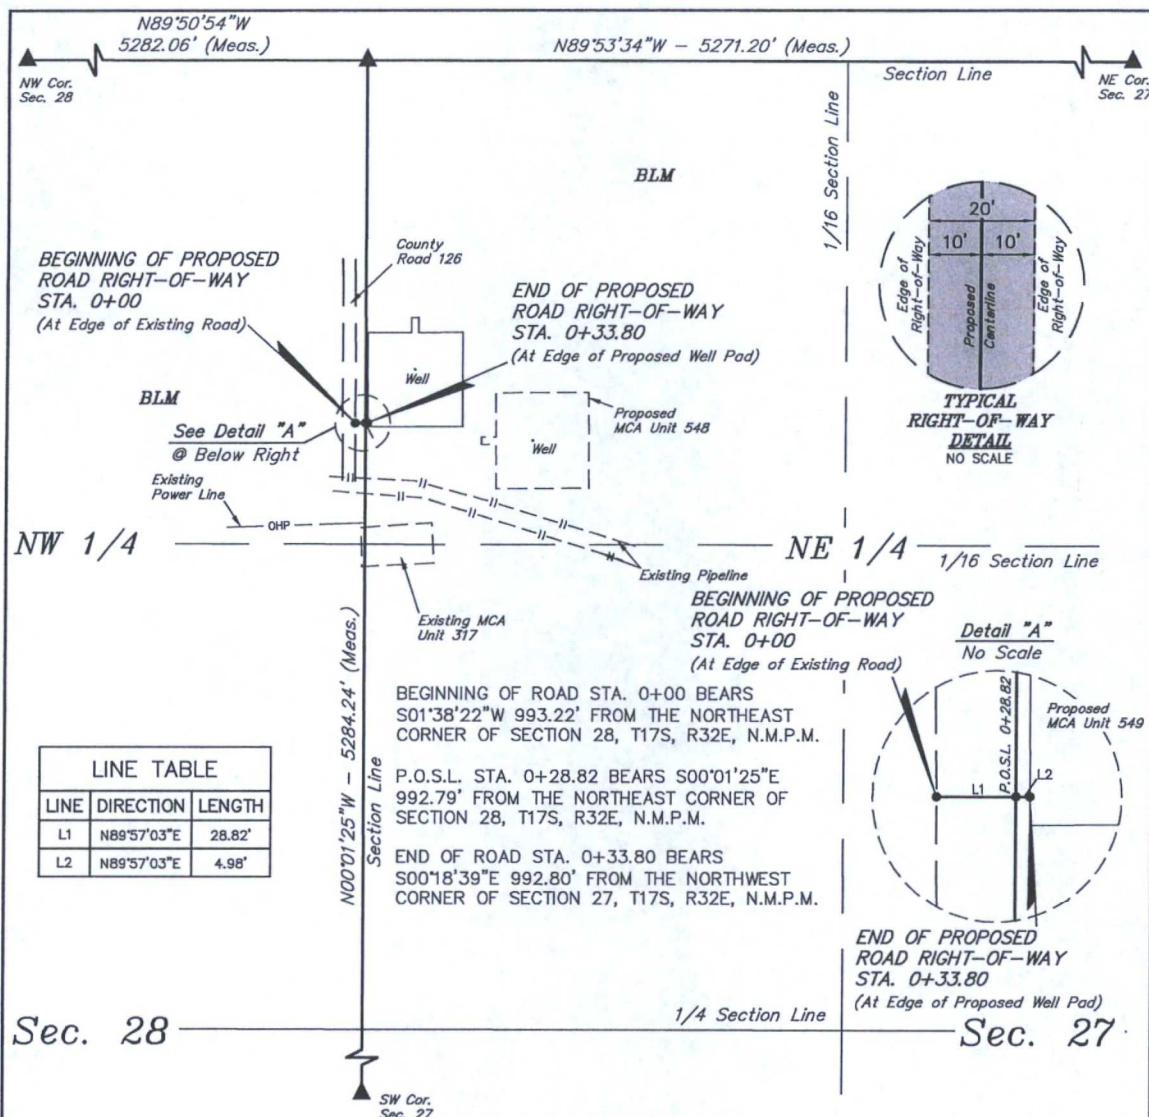 N89°50'54"W
5282.06' (Meas.)
N89°53'34"W – 5271.20' (Meas.)
NW Cor.
Sec. 28
Section Line
NE Cor.
Sec. 27
1/16 Section Line
BLM
20'
10' 10'
Edge of
Right-of-Way
Proposed
Centerline
Edge of
Right-of-Way
TYPICAL
RIGHT-OF-WAY
DETAIL
NO SCALE
County
Road 126
BEGINNING OF PROPOSED
ROAD RIGHT-OF-WAY
STA. 0+00
(At Edge of Existing Road)
END OF PROPOSED
ROAD RIGHT-OF-WAY
STA. 0+33.80
(At Edge of Proposed Well Pad)
Well
BLM
See Detail "A"
@ Below Right
Proposed
MCA Unit 548
Well
Existing
Power Line
OHP
NW 1/4
NE 1/4
1/16 Section Line
Existing Pipeline
Existing MCA
Unit 317
BEGINNING OF PROPOSED
ROAD RIGHT-OF-WAY
STA. 0+00
(At Edge of Existing Road)
Detail "A"
No Scale
P.O.S.L. 0+28.82
Proposed
MCA Unit 549
L1
L2
END OF PROPOSED
ROAD RIGHT-OF-WAY
STA. 0+33.80
(At Edge of Proposed Well Pad)
N00°01'25"W – 5284.24' (Meas.)
Section Line
BEGINNING OF ROAD STA. 0+00 BEARS
S01°38'22"W 993.22' FROM THE NORTHEAST
CORNER OF SECTION 28, T17S, R32E, N.M.P.M.
P.O.S.L. STA. 0+28.82 BEARS S00°01'25"E
992.79' FROM THE NORTHEAST CORNER OF
SECTION 28, T17S, R32E, N.M.P.M.
END OF ROAD STA. 0+33.80 BEARS
S00°18'39"E 992.80' FROM THE NORTHWEST
CORNER OF SECTION 27, T17S, R32E, N.M.P.M.
LINE TABLE
LINE DIRECTION LENGTH
L1 N89°57'03"E 28.82'
L2 N89°57'03"E 4.98'
1/4 Section Line
Sec. 28
Sec. 27
SW Cor.
Sec. 27